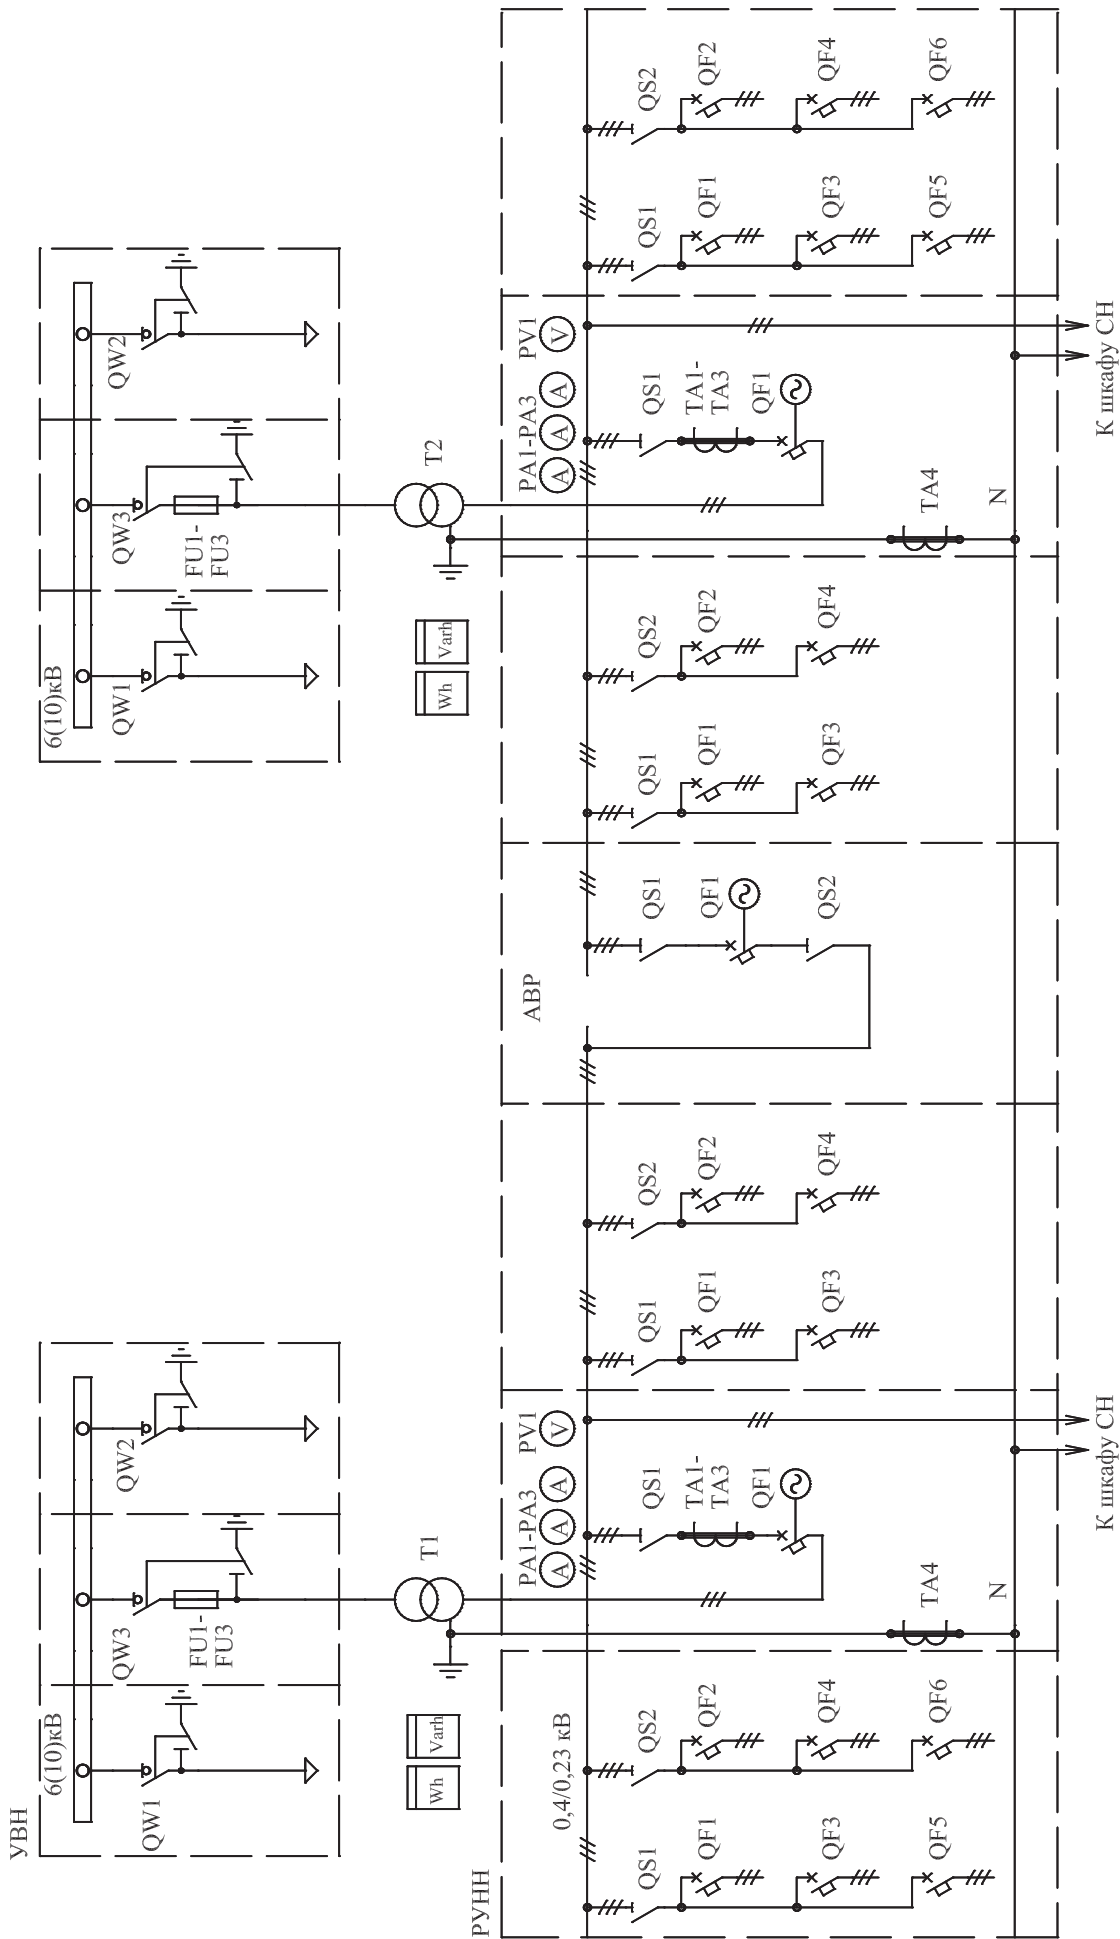 УВН
6(10)кВ
QW1
QW3
QW2
FU1-
FU3
T1
Wh
Varh
6(10)кВ
QW1
QW3
QW2
FU1-
FU3
T2
Wh
Varh
РУНН
0,4/0,23 кВ
QS1
QS2
QF1
QF2
QF3
QF4
QF5
QF6
PA1-PA3
PV1
A
A
A
V
QS1
TA1-
TA3
QF1
TA4
N
К шкафу СН
QS1
QS2
QF1
QF2
QF3
QF4
АВР
QS1
QF1
QS2
QS1
QS2
QF1
QF2
QF3
QF4
PA1-PA3
PV1
A
A
A
V
QS1
TA1-
TA3
QF1
TA4
N
К шкафу СН
QS1
QS2
QF1
QF2
QF3
QF4
QF5
QF6